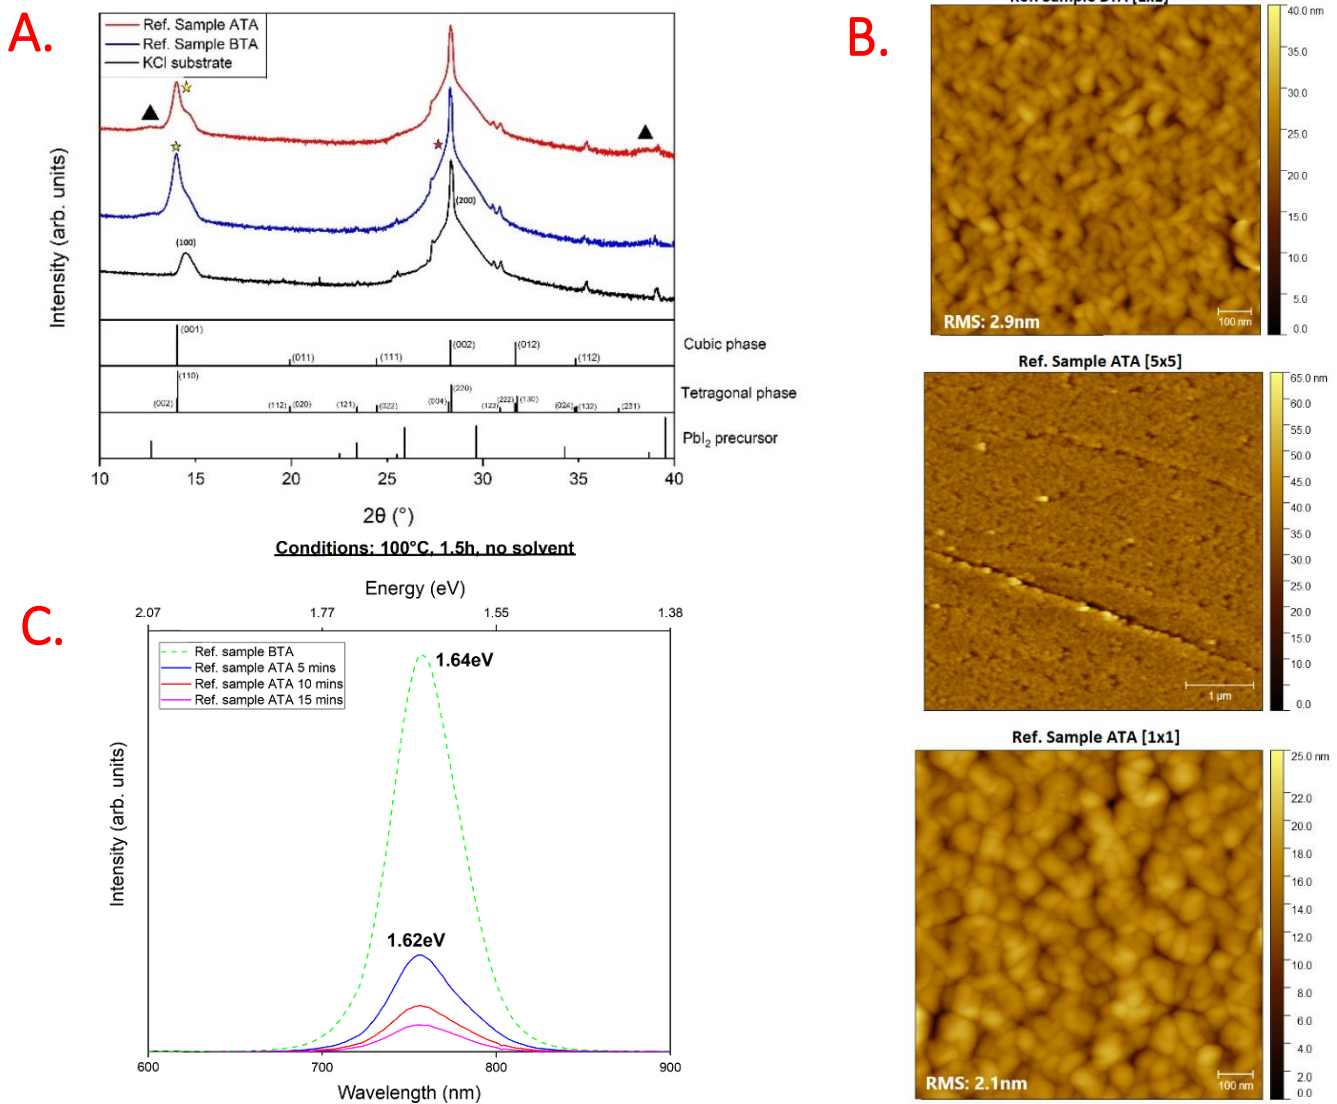 A.
Ref. Sample ATA
Ref. Sample BTA
KCl substrate
Intensity (arb. units)
(100)
(200)
(001)
(011)
(111)
(002)
(012)
(112)
Cubic phase
(110)
(002)
(112)
(020)
(121)
(022)
(004)
(220)
(122)
(222)
(130)
(024)
(132)
(231)
Tetragonal phase
PbI2 precursor
10 15 20 25 30 35 40
2θ (°)
Conditions: 100°C, 1.5h, no solvent
C.
Energy (eV)
2.07 1.77 1.55 1.38
Ref. sample BTA
Ref. sample ATA 5 mins
Ref. sample ATA 10 mins
Ref. sample ATA 15 mins
1.64eV
1.62eV
Intensity (arb. units)
600 700 800 900
Wavelength (nm)
B.
RMS: 2.9nm
100 nm
40.0 nm
35.0
30.0
25.0
20.0
15.0
10.0
5.0
0.0
Ref. Sample ATA [5x5]
1 µm
65.0 nm
60.0
55.0
50.0
45.0
40.0
35.0
30.0
25.0
20.0
15.0
10.0
0.0
Ref. Sample ATA [1x1]
RMS: 2.1nm
100 nm
25.0 nm
22.0
20.0
18.0
16.0
14.0
12.0
10.0
8.0
6.0
4.0
2.0
0.0